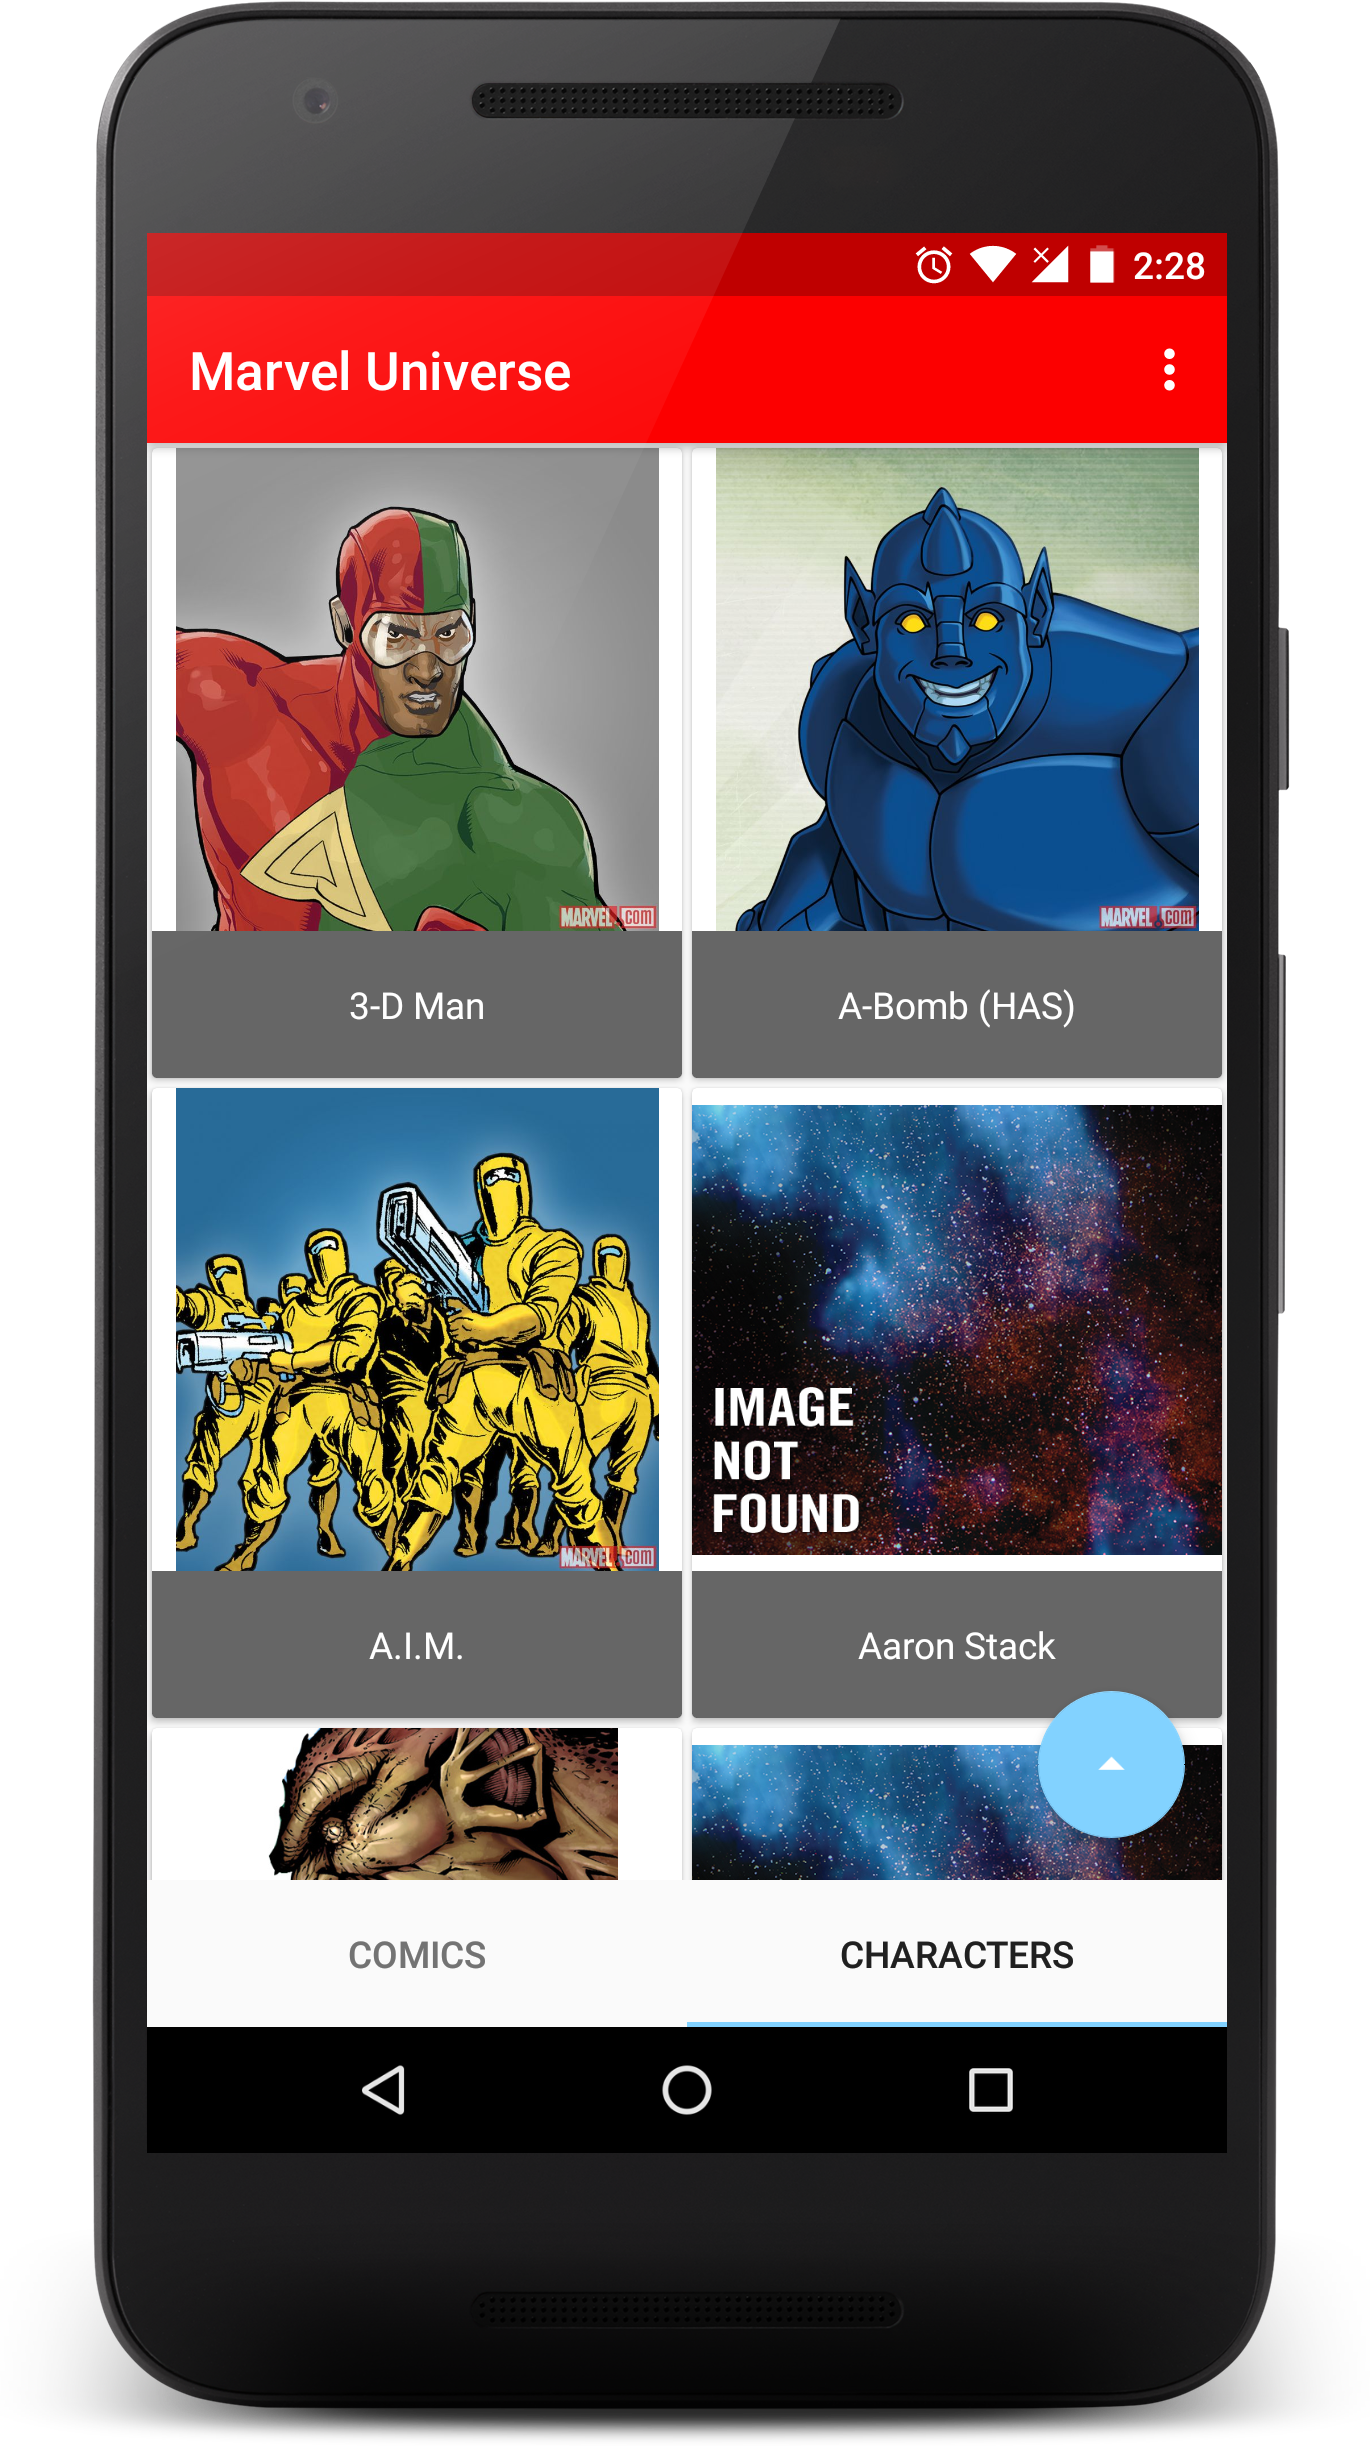 2:28
Marvel Universe
MARVEL.com
MARVEL.com
3-D Man
A-Bomb (HAS)
MARVEL.com
IMAGE
NOT
FOUND
A.I.M.
Aaron Stack
COMICS
CHARACTERS